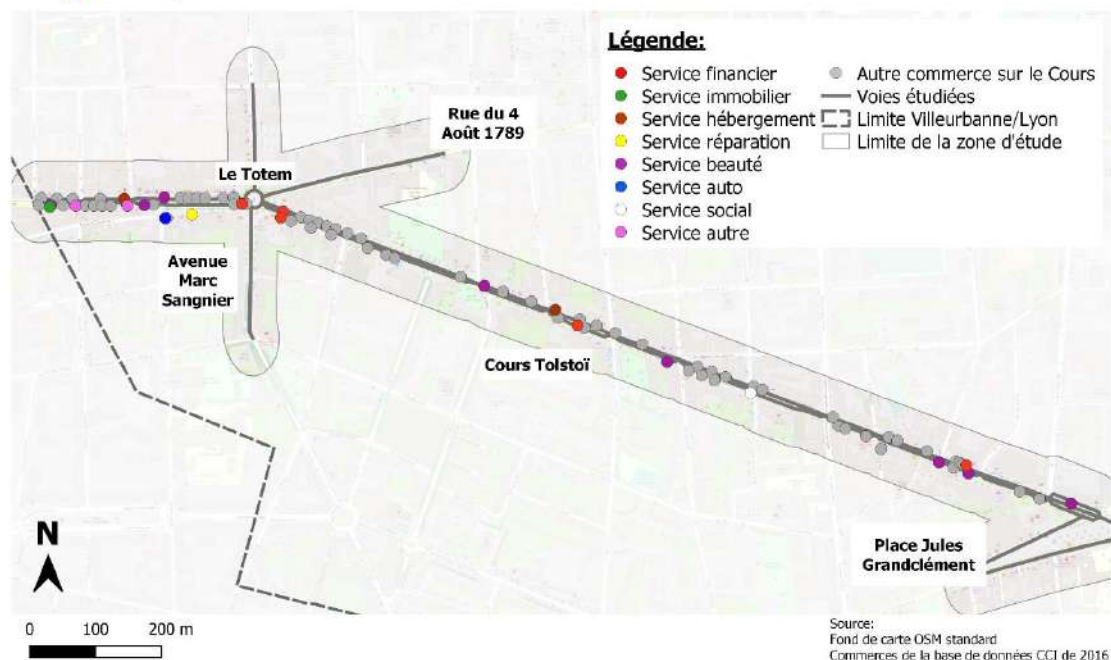 Légende:
Service financier
Service immobilier
Service hébergement
Service réparation
Service beauté
Service auto
Service social
Service autre
Autre commerce sur le Cours
Voies étudiées
Limite Villeurbanne/Lyon
Limite de la zone d'étude
Rue du 4
Août 1789
Le Totem
Avenue
Marc
Sangnier
Cours Tolstoï
Place Jules
Grandclément
N
0 100 200 m
Source:
Fond de carte OSM standard
Commerces de la base de données CCI de 2016